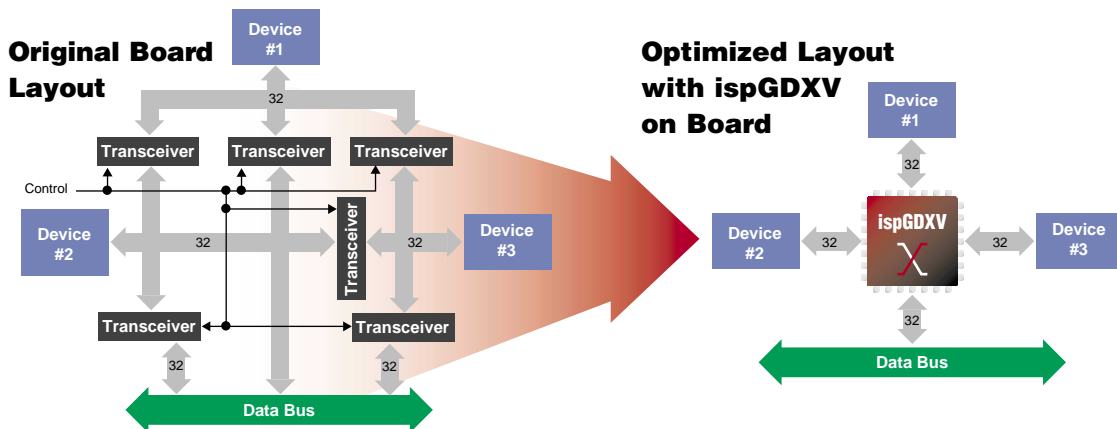 Original Board
Layout
Device
#1
32
Transceiver
Transceiver
Transceiver
Control
Device
#2
32
Transceiver
32
Device
#3
Transceiver
Transceiver
32
32
Data Bus
Optimized Layout
with ispGDXV
on Board
Device
#1
32
Device
#2
32
ispGDXV
32
Device
#3
32
Data Bus